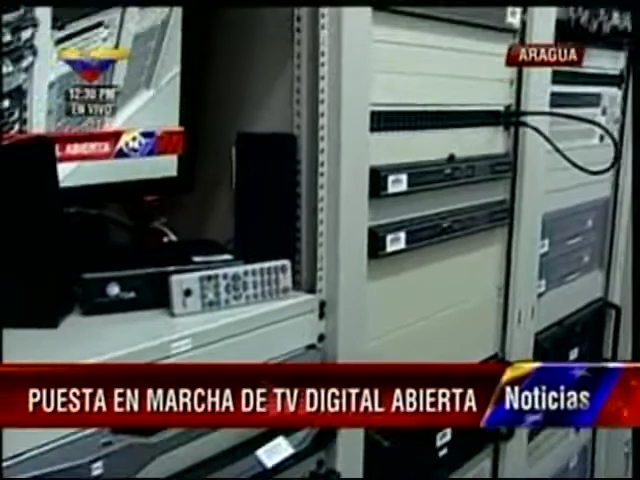 12:30 PM
EN VIVO
ABIERTA
ARAGUA
PUESTA EN MARCHA DE TV DIGITAL ABIERTA
Noticias